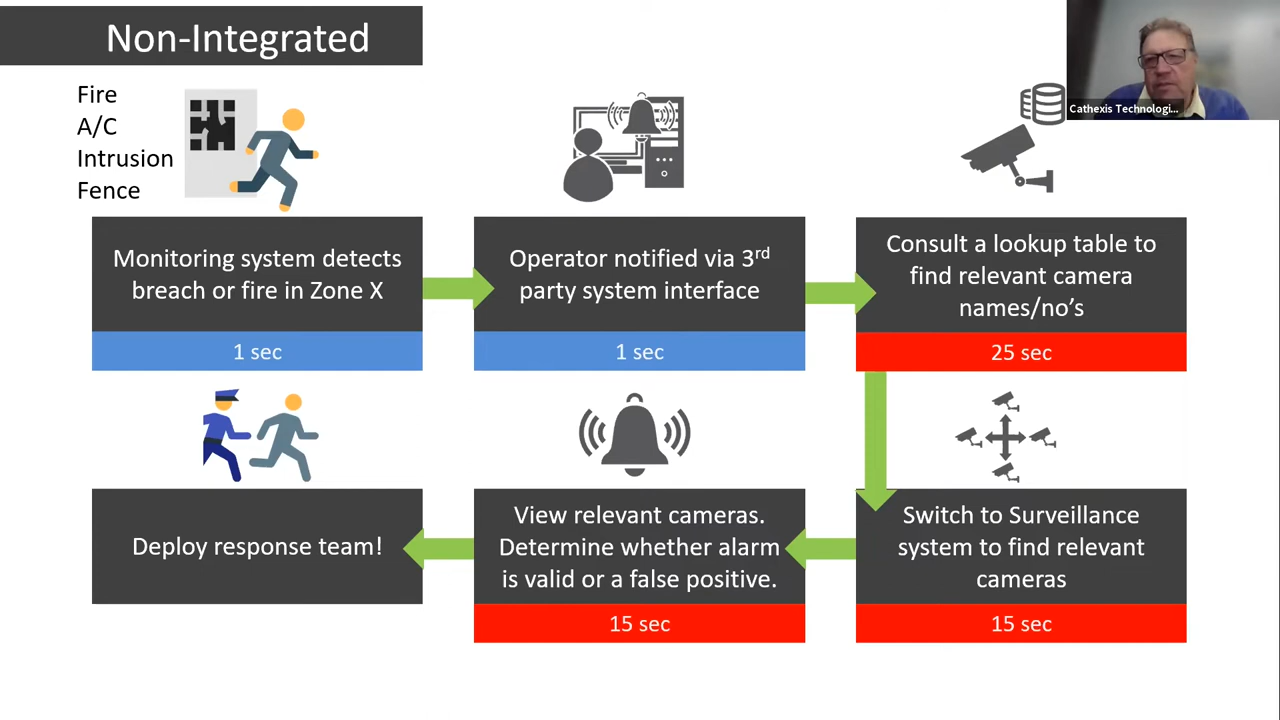 Non-Integrated
Cathexis Technologi...
Fire
A/C
Intrusion
Fence
Monitoring system detects
breach or fire in Zone X
1 sec
Operator notified via 3rd
party system interface
1 sec
Consult a lookup table to
find relevant camera
names/no’s
25 sec
Switch to Surveillance
system to find relevant
cameras
15 sec
View relevant cameras.
Determine whether alarm
is valid or a false positive.
15 sec
Deploy response team!